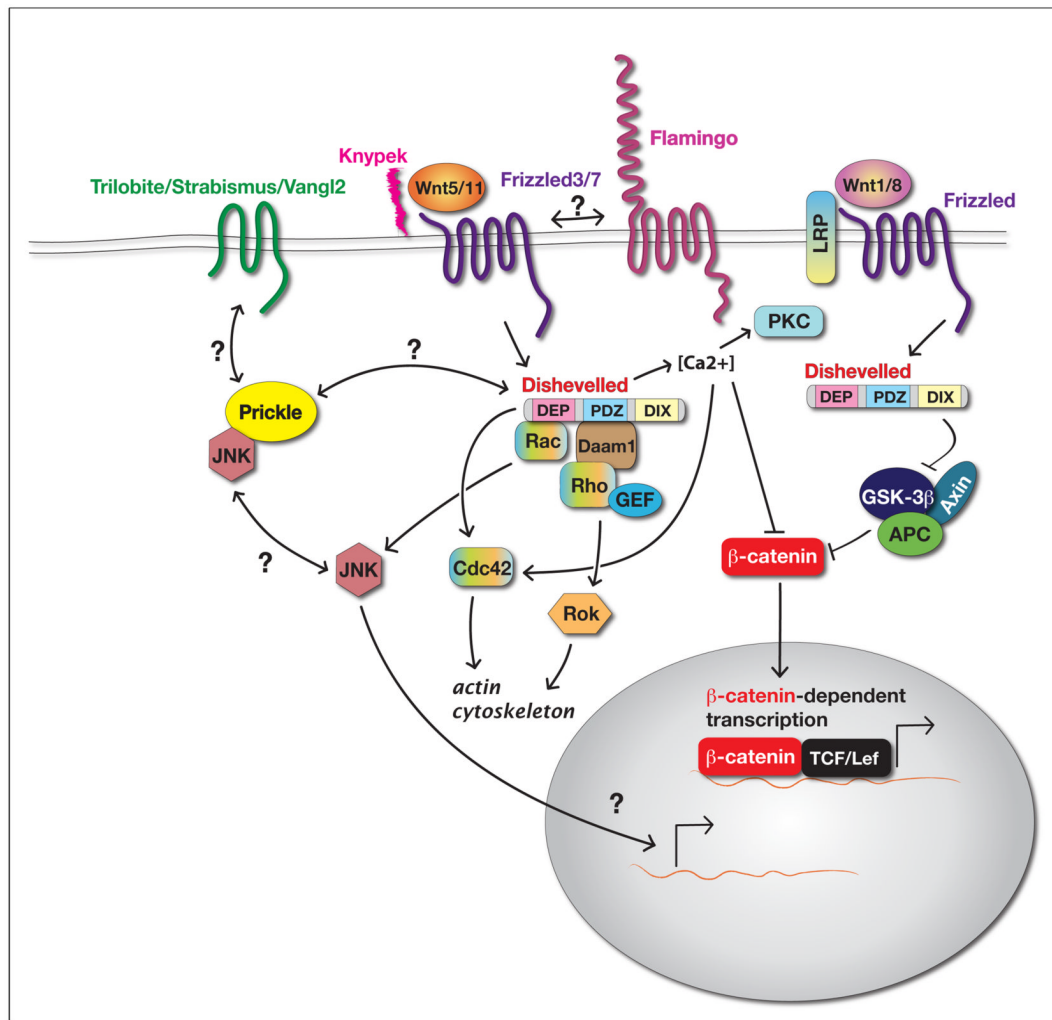 Flamingo
Knypek
Trilobite/Strabismus/Vangl2
Wnt5/11
Frizzled3/7
?
Wnt1/8
Frizzled
LRP
PKC
?
?
[Ca2+]
Dishevelled
DEP PDZ DIX
Dishevelled
DEP PDZ DIX
Prickle
JNK
Rac
Daam1
Rho
GEF
GSK-3β
Axin
APC
?
JNK
Cdc42
β-catenin
Rok
actin
cytoskeleton
β-catenin-dependent
transcription
β-catenin TCF/Lef
?